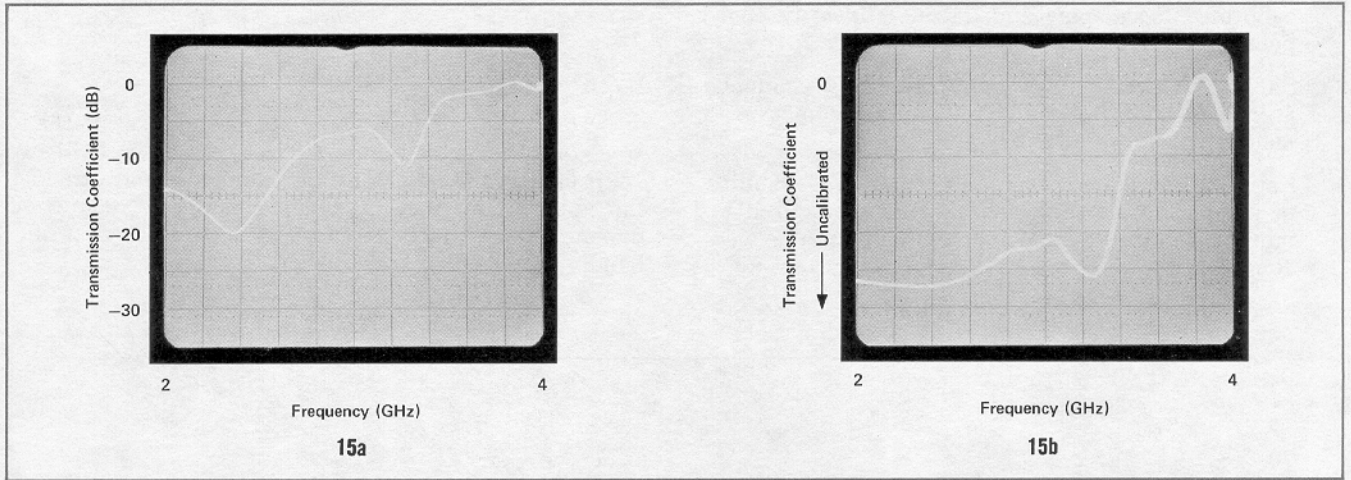 Transmission Coefficient (dB)
0
−10
−20
−30
2
4
Frequency (GHz)
15a
Transmission Coefficient
Uncalibrated
0
2
4
Frequency (GHz)
15b